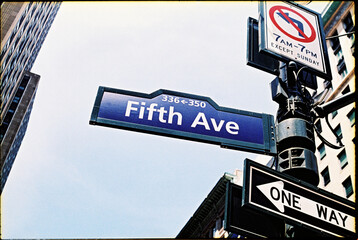 7AM-7PM
EXCEPT SUNDAY
336←350
Fifth Ave
ONE WAY